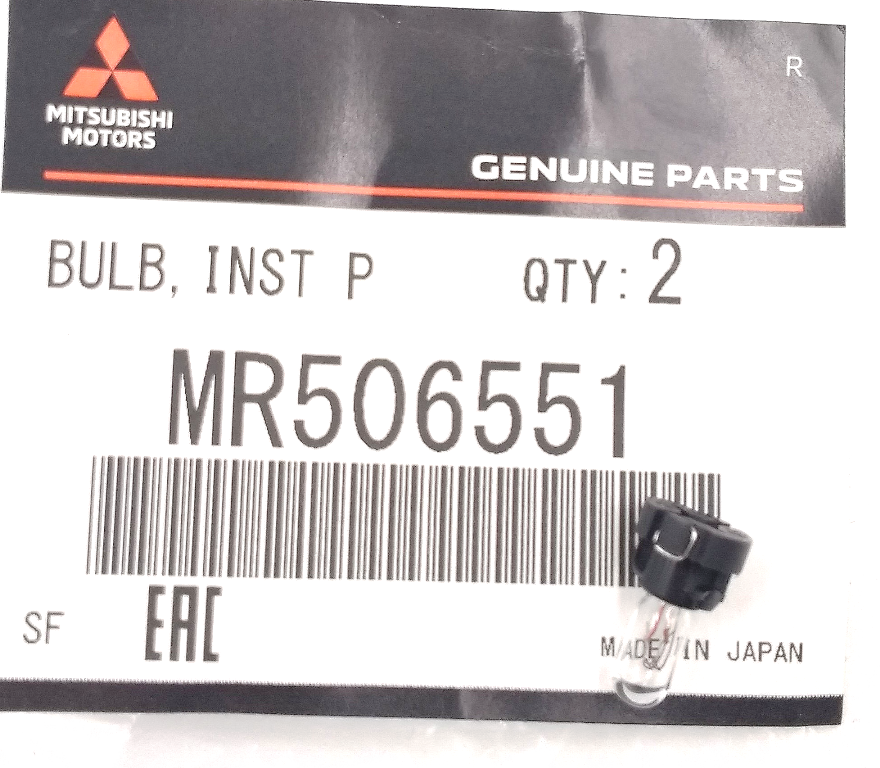 R
MITSUBISHI
MOTORS
GENUINE PARTS
BULB, INST P QTY: 2
MR506551
SF EAC MADE IN JAPAN